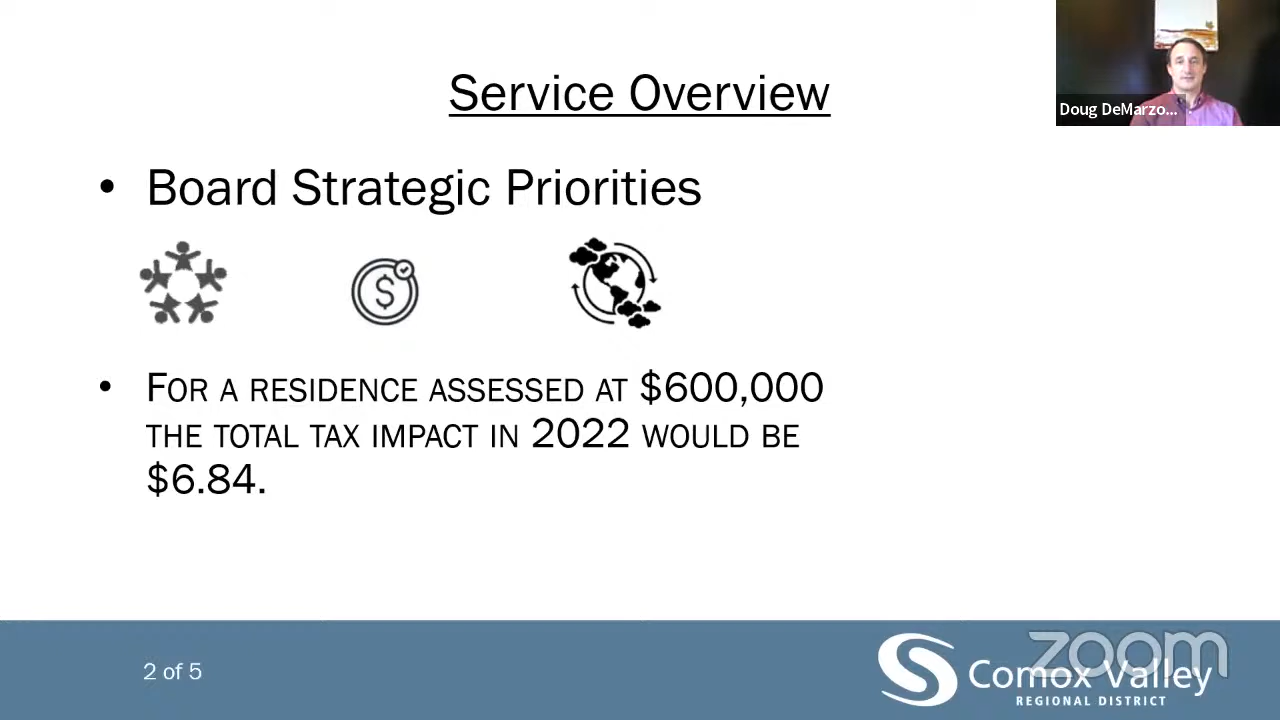 Service Overview
Doug DeMarzo...
• Board Strategic Priorities
$
• FOR A RESIDENCE ASSESSED AT $600,000
THE TOTAL TAX IMPACT IN 2022 WOULD BE
$6.84.
2 of 5
zoom
Comox Valley
REGIONAL DISTRICT